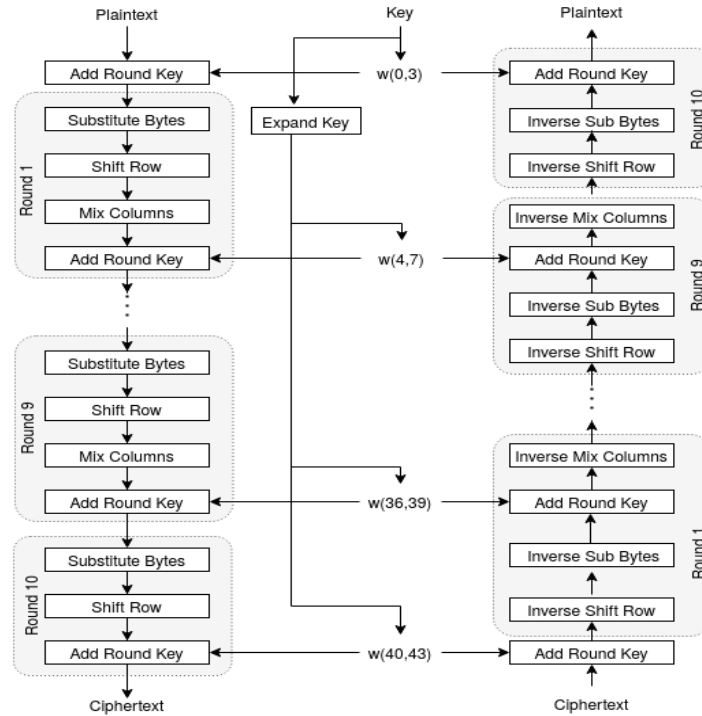 Plaintext
Key
Plaintext
Add Round Key
w(0,3)
Add Round Key
Round 1
Substitute Bytes
Shift Row
Mix Columns
Add Round Key
Expand Key
Inverse Sub Bytes
Inverse Shift Row
Round 10
w(4,7)
Inverse Mix Columns
Add Round Key
Inverse Sub Bytes
Inverse Shift Row
Round 9
Round 9
Substitute Bytes
Shift Row
Mix Columns
Add Round Key
w(36,39)
Inverse Mix Columns
Add Round Key
Inverse Sub Bytes
Inverse Shift Row
Round 1
Round 10
Substitute Bytes
Shift Row
Add Round Key
w(40,43)
Add Round Key
Ciphertext
Ciphertext